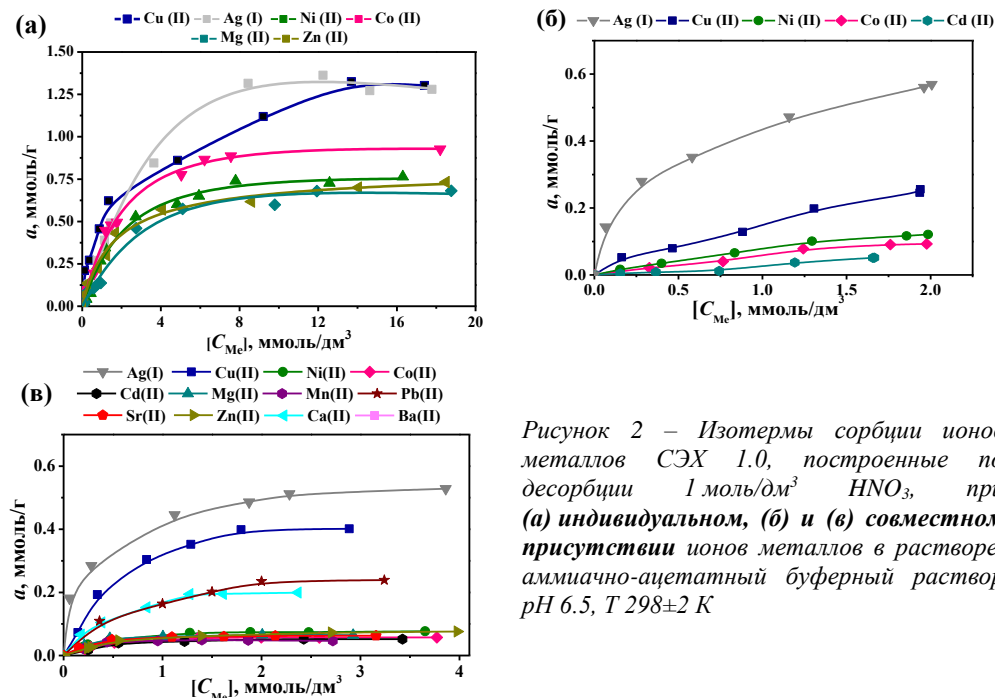 (а)
Cu (II) Ag (I) Ni (II) Co (II)
Mg (II) Zn (II)
1.50
1.25
1.00
0.75
0.50
0.25
0.00
a, ммоль/г
0 4 8 12 16 20
[C_Me], ммоль/дм³
(б)
Ag (I) Cu (II) Ni (II) Co (II) Cd (II)
0.6
0.4
0.2
0.0
a, ммоль/г
0.0 0.5 1.0 1.5 2.0
[C_Me], ммоль/дм³
(в)
Ag(I) Cu(II) Ni(II) Co(II)
Cd(II) Mg(II) Mn(II) Pb(II)
Sr(II) Zn(II) Ca(II) Ba(II)
0.6
0.4
0.2
0.0
a, ммоль/г
0 1 2 3 4
[C_Me], ммоль/дм³
Рисунок 2 – Изотермы сорбции ионов
металлов СЭХ 1.0, построенные по
десорбции 1 моль/дм³ HNO₃, при
(а) индивидуальном, (б) и (в) совместном
присутствии ионов металлов в растворе,
аммиачно-ацетатный буферный раствор
pH 6.5, T 298±2 К